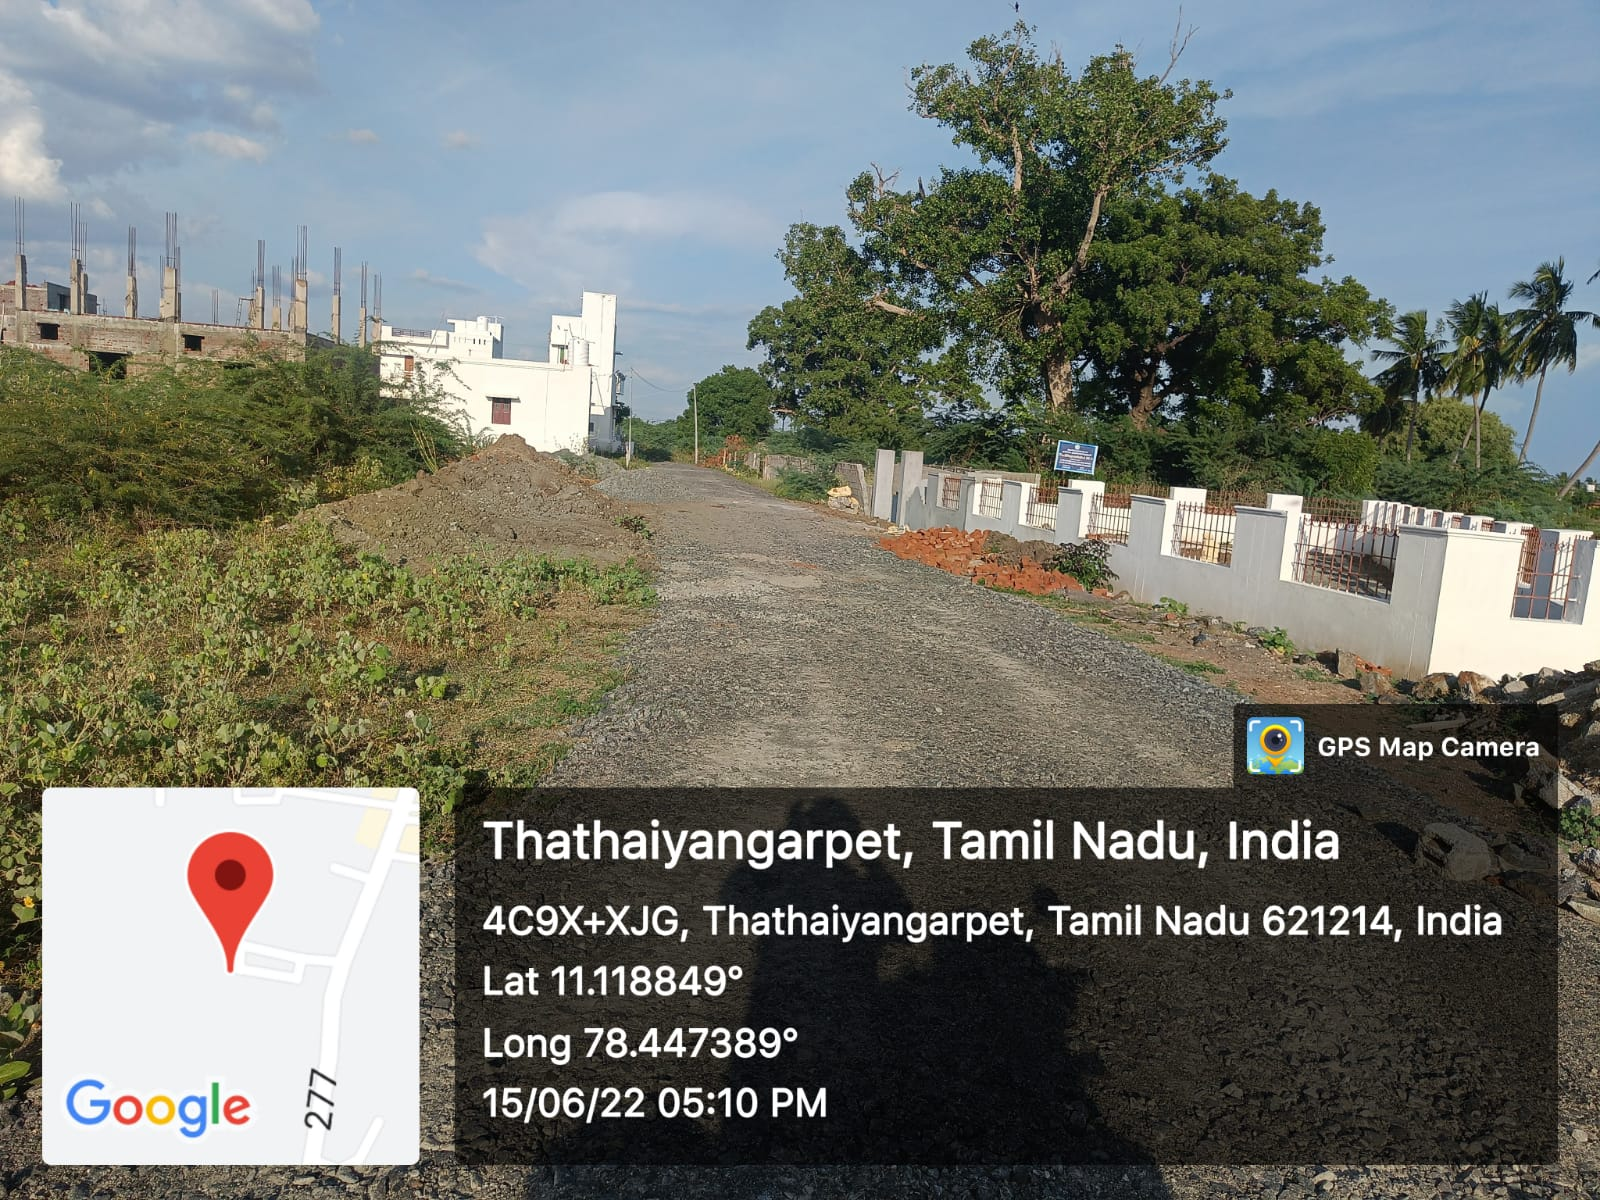 GPS Map Camera
Thathaiyangarpet, Tamil Nadu, India
4C9X+XJG, Thathaiyangarpet, Tamil Nadu 621214, India
Lat 11.118849°
Long 78.447389°
15/06/22 05:10 PM
Google
277